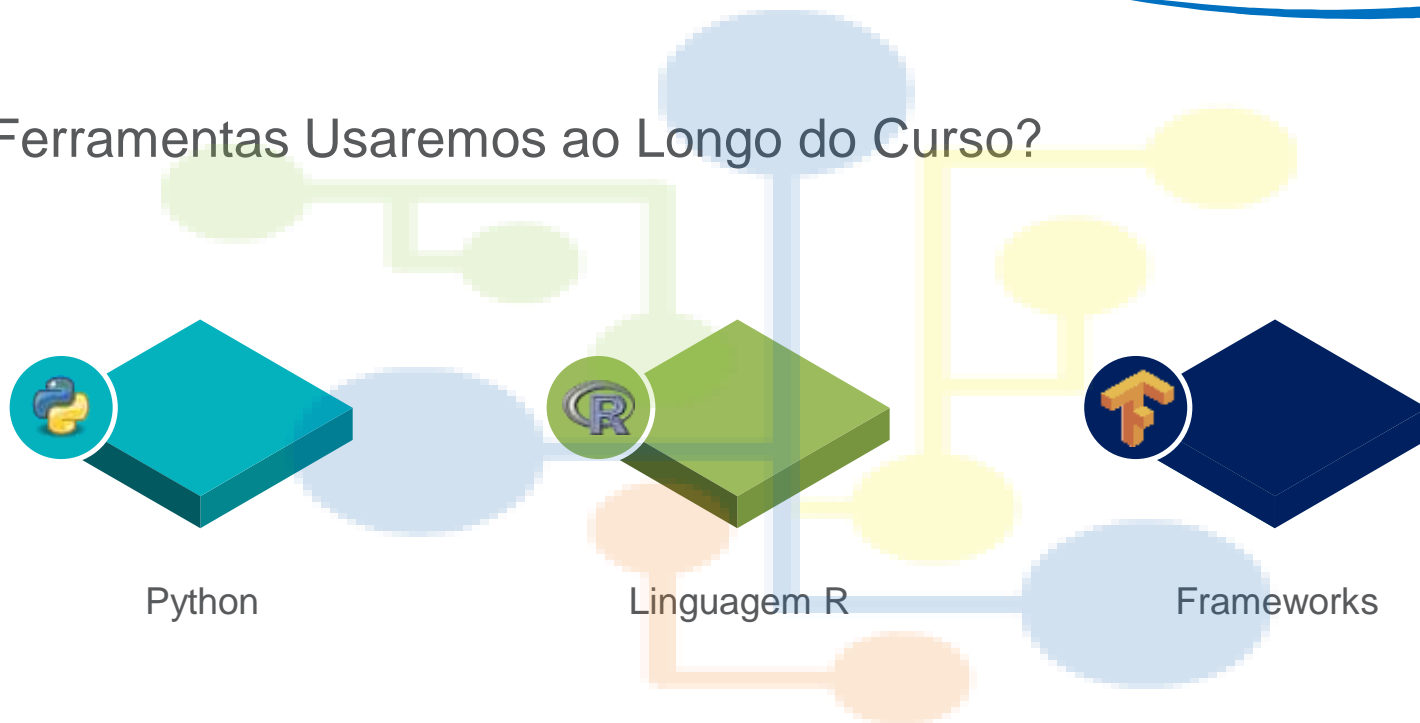 Ferramentas Usaremos ao Longo do Curso?
R
Python
Linguagem R
Frameworks